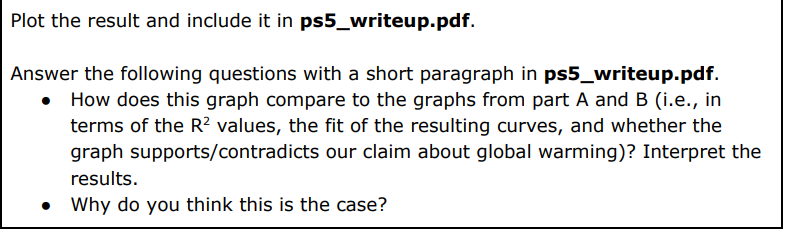 Plot the result and include it in ps5_writeup.pdf.
Answer the following questions with a short paragraph in ps5_writeup.pdf.
• How does this graph compare to the graphs from part A and B (i.e., in
terms of the R² values, the fit of the resulting curves, and whether the
graph supports/contradicts our claim about global warming)? Interpret the
results.
• Why do you think this is the case?